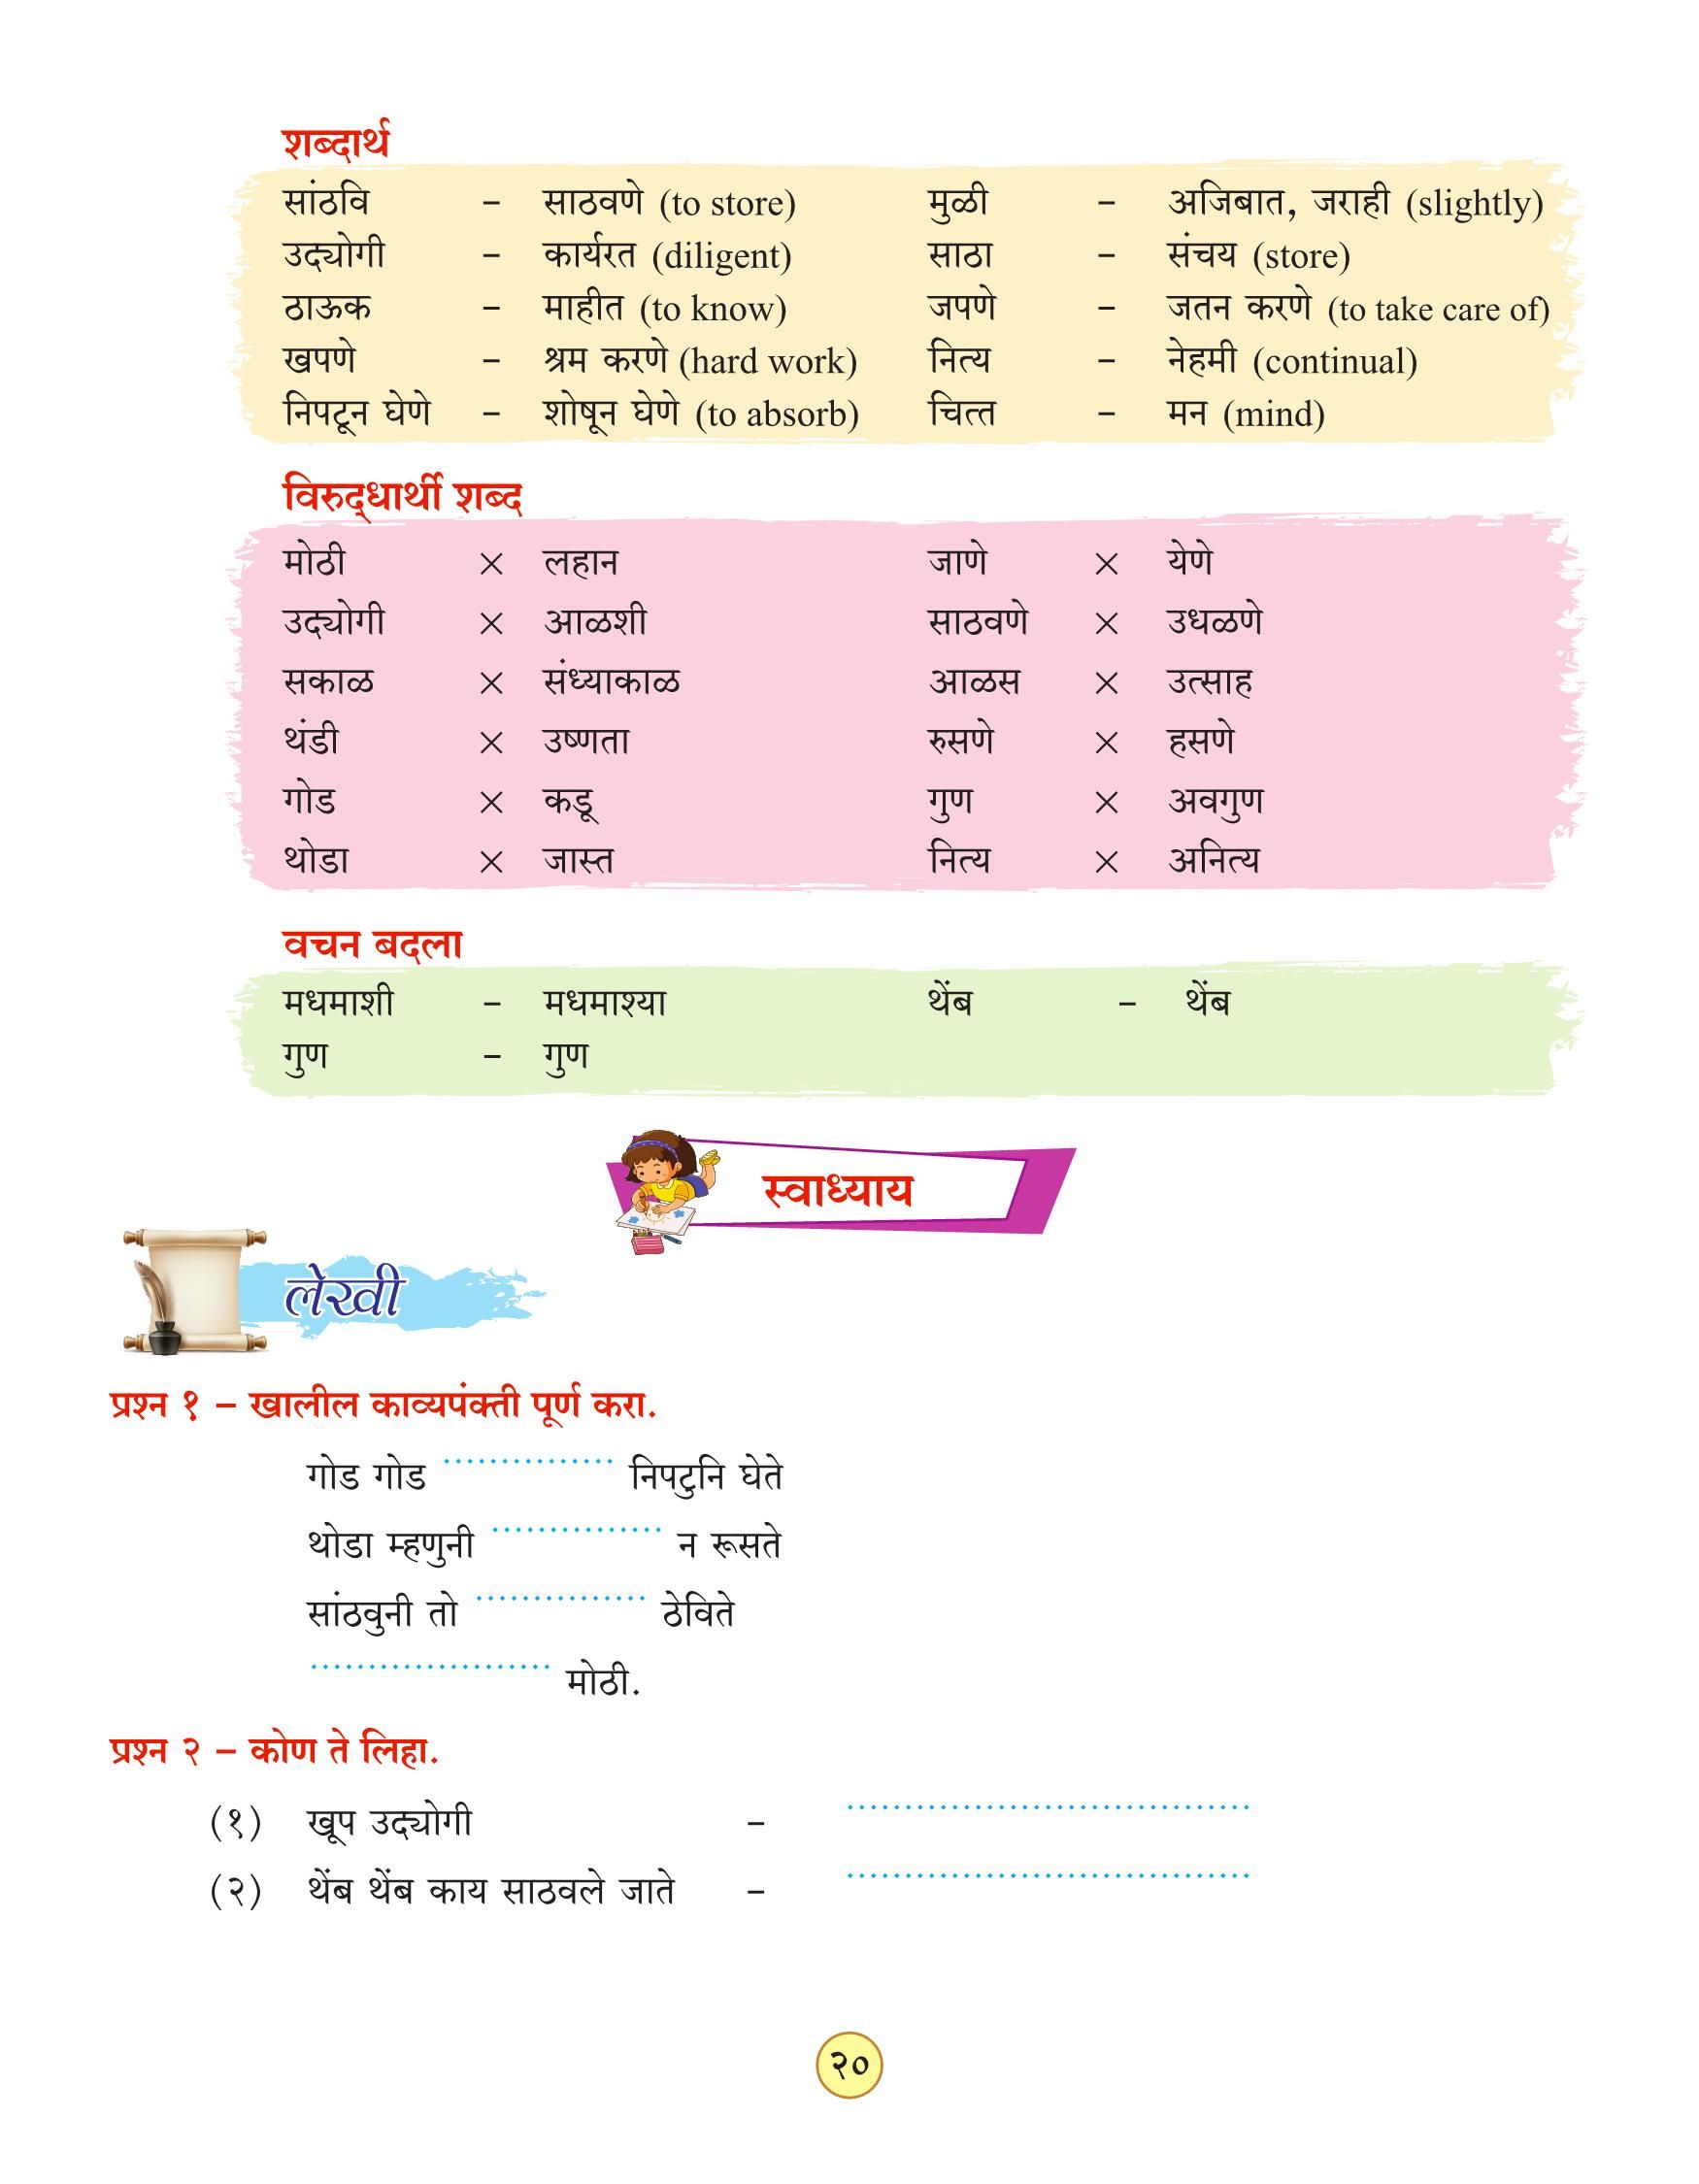 शब्दार्थ
सांठवि – साठवणे (to store) मुळी – अजिबात, जराही (slightly)
उद्योगी – कार्यरत (diligent) साठा – संचय (store)
ठाऊक – माहीत (to know) जपणे – जतन करणे (to take care of)
खपणे – श्रम करणे (hard work) नित्य – नेहमी (continual)
निपटून घेणे – शोषून घेणे (to absorb) चित्त – मन (mind)
विरुद्धार्थी शब्द
मोठी × लहान जाणे × येणे
उद्योगी × आळशी साठवणे × उधळणे
सकाळ × संध्याकाळ आळस × उत्साह
थंडी × उष्णता रुसणे × हसणे
गोड × कडू गुण × अवगुण
थोडा × जास्त नित्य × अनित्य
वचन बदला
मधमाशी – मधमाश्या थेंब – थेंब
गुण – गुण
स्वाध्याय
लेखी
प्रश्न १ – खालील काव्यपंक्ती पूर्ण करा.
गोड गोड ............... निपटुनि घेते
थोडा म्हणुनी ............... न रूसते
सांठवुनी तो ............... ठेविते
..................... मोठी.
प्रश्न २ – कोण ते लिहा.
(१) खूप उद्योगी – ...................................
(२) थेंब थेंब काय साठवले जाते – ...................................
२०